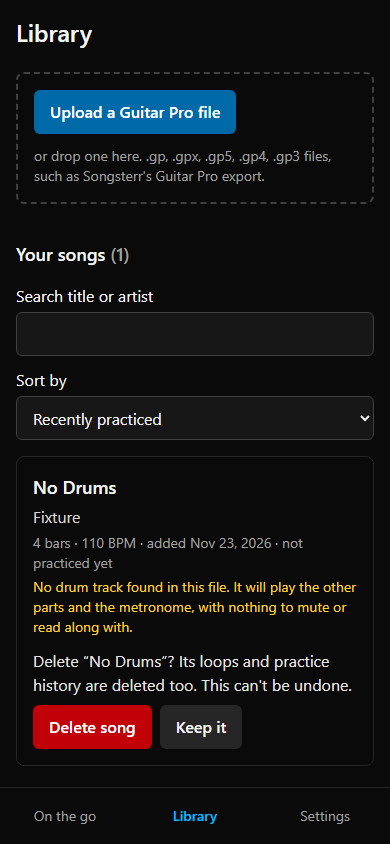 Library
Upload a Guitar Pro file
or drop one here. .gp, .gpx, .gp5, .gp4, .gp3 files,
such as Songsterr's Guitar Pro export.
Your songs (1)
Search title or artist
Sort by
Recently practiced
No Drums
Fixture
4 bars · 110 BPM · added Nov 23, 2026 · not
practiced yet
No drum track found in this file. It will play the other
parts and the metronome, with nothing to mute or
read along with.
Delete “No Drums”? Its loops and practice
history are deleted too. This can't be undone.
Delete song
Keep it
On the go
Library
Settings